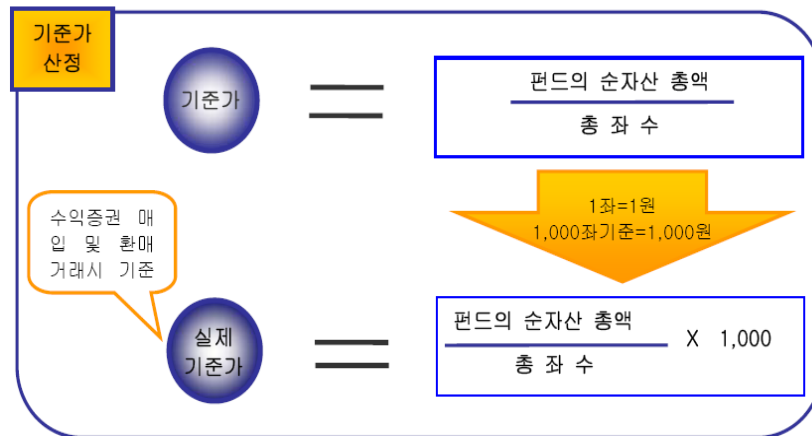 기준가
산정
기준가
펀드의 순자산 총액
총 좌 수
1좌=1원
1,000좌기준=1,000원
수익증권 매
입 및 환매
거래시 기준
실제
기준가
펀드의 순자산 총액
X 1,000
총 좌 수